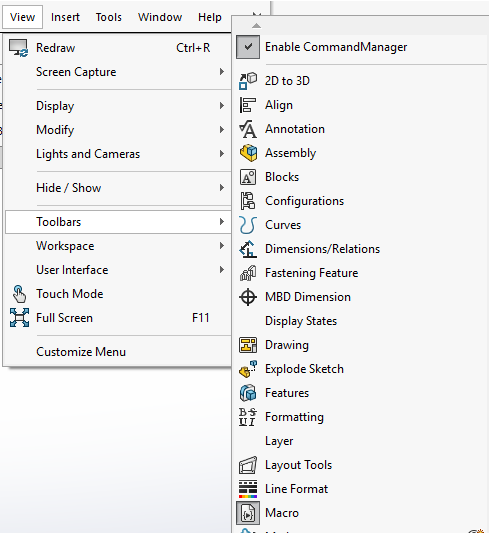 View Insert Tools Window Help
Redraw Ctrl+R
Screen Capture
Display
Modify
Lights and Cameras
Hide / Show
Toolbars
Workspace
User Interface
Touch Mode
Full Screen F11
Customize Menu
Enable CommandManager
2D to 3D
Align
Annotation
Assembly
Blocks
Configurations
Curves
Dimensions/Relations
Fastening Feature
MBD Dimension
Display States
Drawing
Explode Sketch
Features
Formatting
Layer
Layout Tools
Line Format
Macro